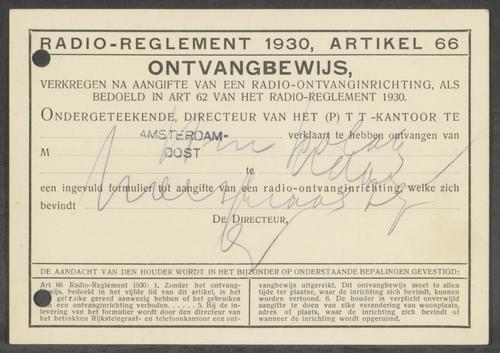 RADIO-REGLEMENT 1930, ARTIKEL 66
ONTVANGBEWIJS,
VERKREGEN NA AANGIFTE VAN EEN RADIO-ONTVANGINRICHTING, ALS
BEDOELD IN ART 62 VAN HET RADIO-REGLEMENT 1930.
ONDERGETEEKENDE, DIRECTEUR VAN HET (P) T T -KANTOOR TE
AMSTERDAM- verklaart te hebben ontvangen van
M OOST
te
een ingevuld formulier tot aangifte van een radio-ontvanginrichting, welke zich
bevindt
DE DIRECTEUR,
DE AANDACHT VAN DEN HOUDER WORDT IN HET BIJZONDER OP ONDERSTAANDE BEPALINGEN GEVESTIGD:
Art 66 Radio-Reglement 1930: 1. Zonder het ontvang-
bewijs, bedoeld in het vijfde lid van dit artikel, is het
gebruike gereed aanwezig hebben of het gebruiken
een ontvanginrichting verboden. . . . . 5. Bij de in-
levering van het formulier wordt door den directeur van
het betrokken Rijkstelegraaf- en telefoonkantoor een ont-
vangbewijs uitgereikt. Dit ontvangbewijs moet te allen
tijde ter plaatse, waar de inrichting zich bevindt, kunnen
worden vertoond. 6. De houder is verplicht onverwijld
aangifte te doen van elke verandering van woonplaats,
adres of plaats, waar de inrichting zich bevindt of
wanneer de inrichting wordt opgeruimd.